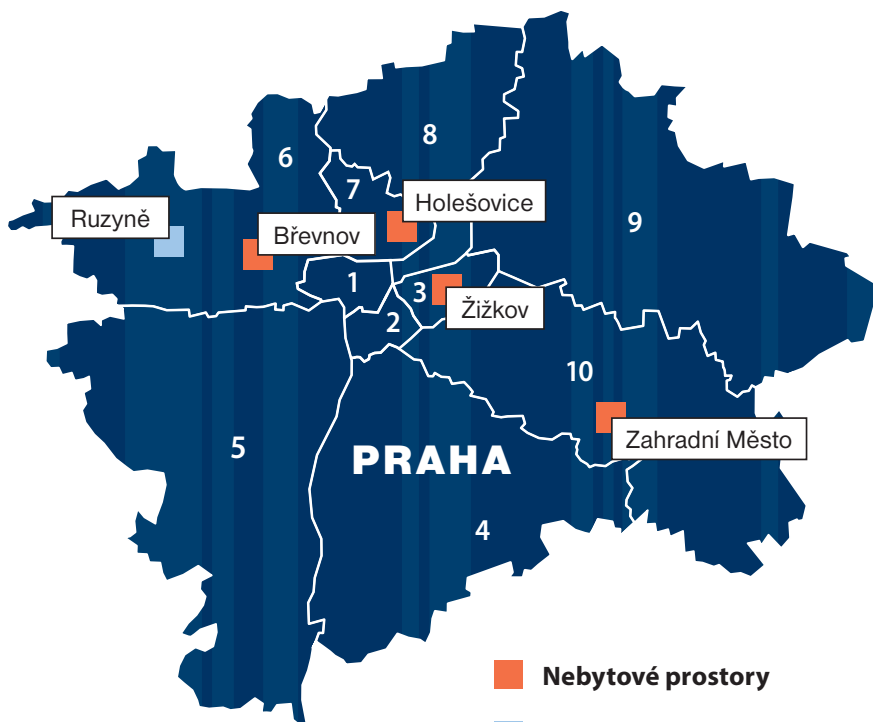 8
6
7
Holešovice
Ruzyně
Břevnov
9
1
3
Žižkov
2
10
Zahradní Město
5
PRAHA
4
Nebytové prostory